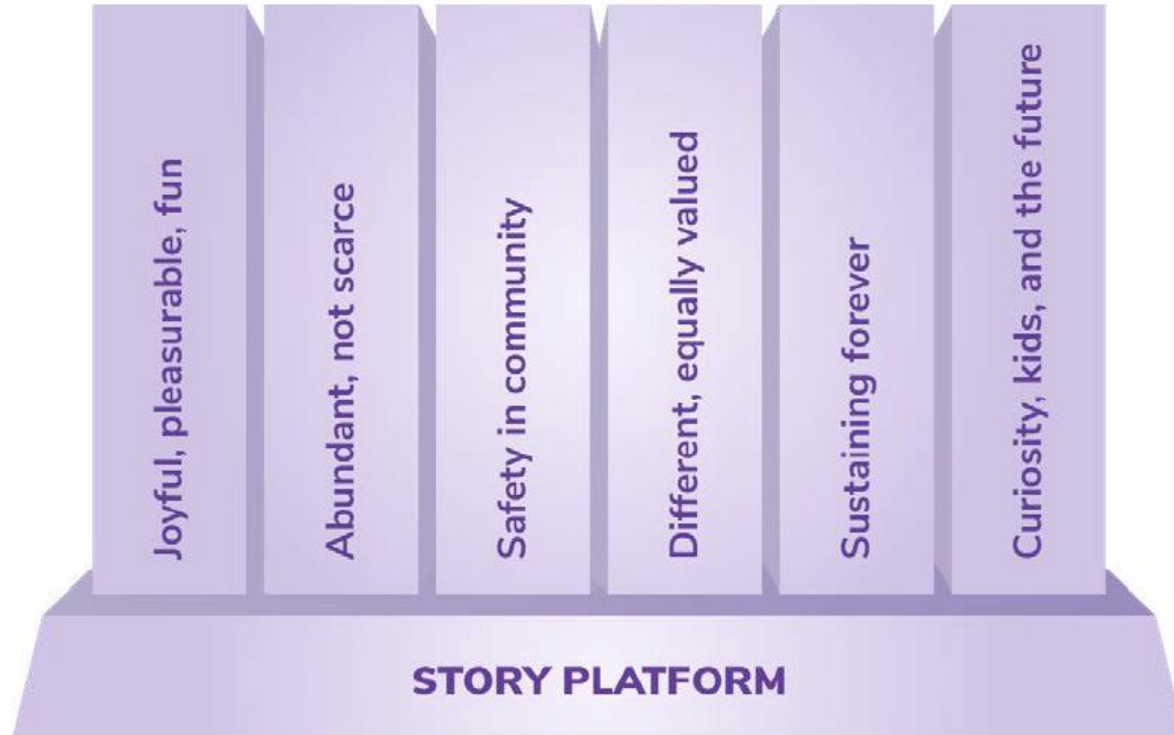 Joyful, pleasurable, fun
Abundant, not scarce
Safety in community
Different, equally valued
Sustaining forever
Curiosity, kids, and the future
STORY PLATFORM